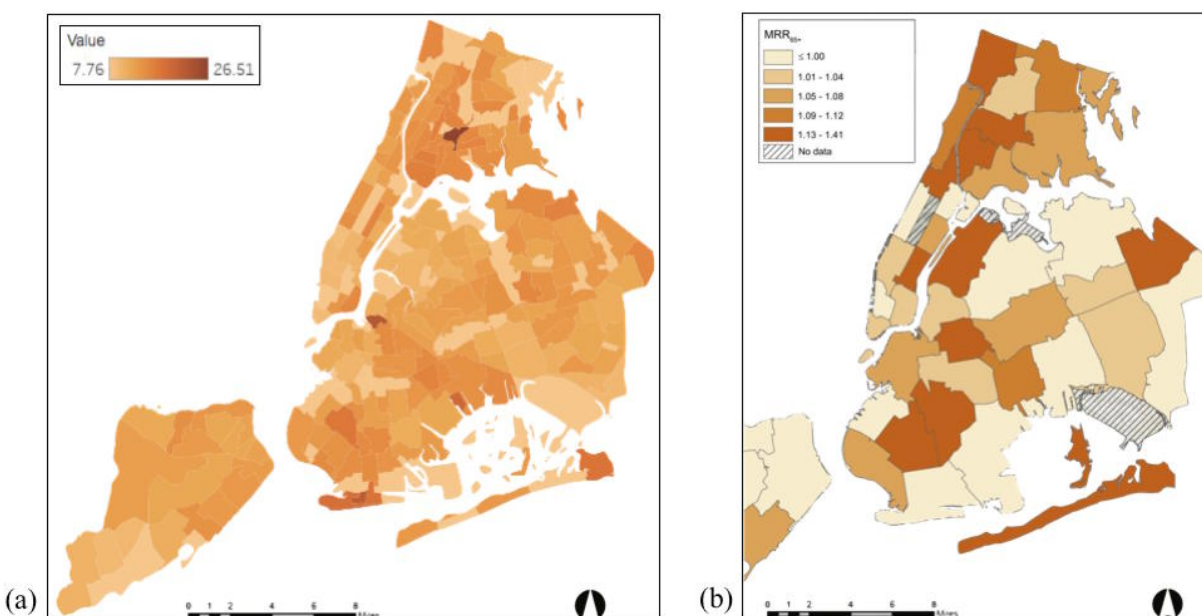 Value
7.76 26.51
0 1 2 4 6 8
Miles
(a)
MRR65+
≤ 1.00
1.01 - 1.04
1.05 - 1.08
1.09 - 1.12
1.13 - 1.41
No data
0 1 2 4 6 8
Miles
(b)